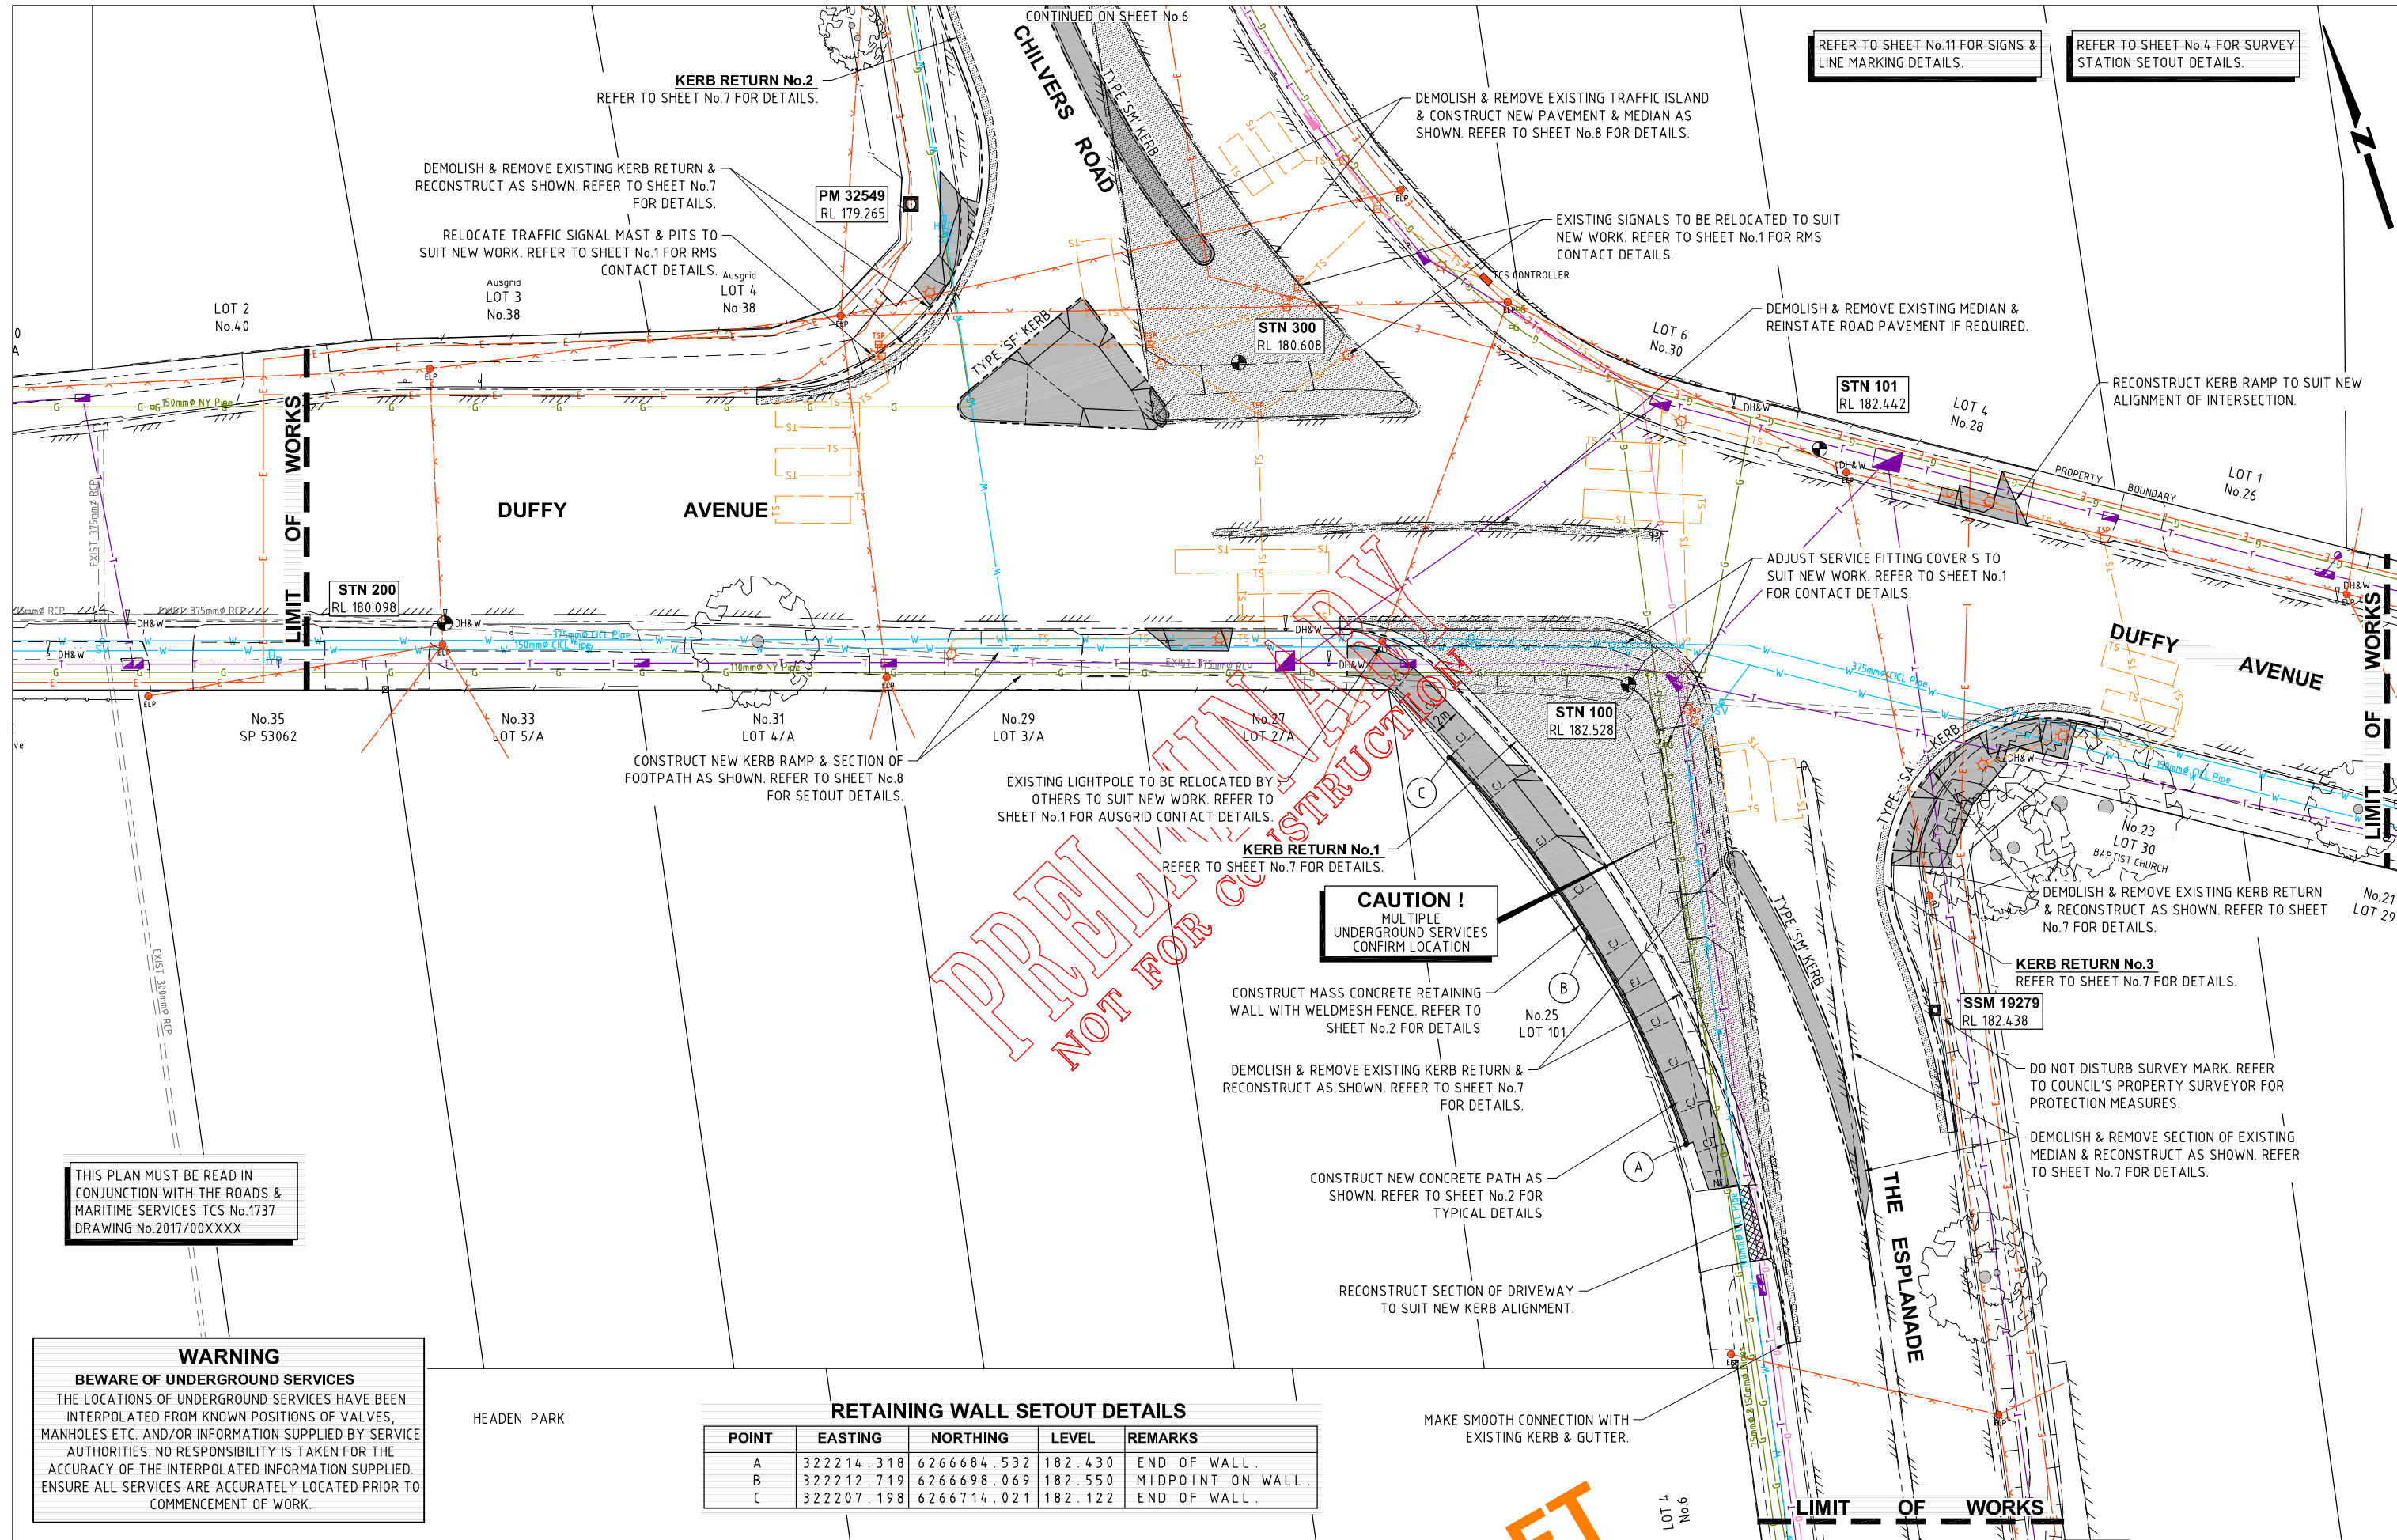 CONTINUED ON SHEET No.6
CHILVERS ROAD
TYPE 'SM' KERB
REFER TO SHEET No.11 FOR SIGNS &
LINE MARKING DETAILS.
REFER TO SHEET No.4 FOR SURVEY
STATION SETOUT DETAILS.
N
KERB RETURN No.2
REFER TO SHEET No.7 FOR DETAILS.
DEMOLISH & REMOVE EXISTING TRAFFIC ISLAND
& CONSTRUCT NEW PAVEMENT & MEDIAN AS
SHOWN. REFER TO SHEET No.8 FOR DETAILS.
DEMOLISH & REMOVE EXISTING KERB RETURN &
RECONSTRUCT AS SHOWN. REFER TO SHEET No.7
FOR DETAILS.
PM 32549
RL 179.265
RELOCATE TRAFFIC SIGNAL MAST & PITS TO
SUIT NEW WORK. REFER TO SHEET No.1 FOR RMS
CONTACT DETAILS.
EXISTING SIGNALS TO BE RELOCATED TO SUIT
NEW WORK. REFER TO SHEET No.1 FOR RMS
CONTACT DETAILS.
TCS CONTROLLER
LOT 2
No.40
Ausgrid
LOT 3
No.38
Ausgrid
LOT 4
No.38
TYPE 'SF' KERB
STN 300
RL 180.608
DEMOLISH & REMOVE EXISTING MEDIAN &
REINSTATE ROAD PAVEMENT IF REQUIRED.
LOT 6
No.30
STN 101
RL 182.442
LOT 4
No.28
RECONSTRUCT KERB RAMP TO SUIT NEW
ALIGNMENT OF INTERSECTION.
PROPERTY BOUNDARY
LOT 1
No.26
150mmø NY Pipe
LIMIT OF WORKS
EXIST. 375mmø RCP
DUFFY AVENUE
ADJUST SERVICE FITTING COVER S TO
SUIT NEW WORK. REFER TO SHEET No.1
FOR CONTACT DETAILS.
STN 200
RL 180.098
EXIST. 375mmø RCP
DH&W
DH&W
DH&W
375mmø CICL Pipe
150mmø CICL Pipe
110mmø NY Pipe
EXIST. 375mmø RCP
DH&W
DH&W
DUFFY AVENUE
LIMIT OF WORKS
375mmø CICL Pipe
150mmø CICL Pipe
No.35
SP 53062
No.33
LOT 5/A
No.31
LOT 4/A
No.29
LOT 3/A
No.27
LOT 2/A
STN 100
RL 182.528
2m
CONSTRUCT NEW KERB RAMP & SECTION OF
FOOTPATH AS SHOWN. REFER TO SHEET No.8
FOR SETOUT DETAILS.
EXISTING LIGHTPOLE TO BE RELOCATED BY
OTHERS TO SUIT NEW WORK. REFER TO
SHEET No.1 FOR AUSGRID CONTACT DETAILS.
C
KERB RETURN No.1
REFER TO SHEET No.7 FOR DETAILS.
PRELIMINARY
NOT FOR CONSTRUCTION
CAUTION !
MULTIPLE
UNDERGROUND SERVICES
CONFIRM LOCATION
TYPE 'SA' KERB
TYPE 'SM' KERB
No.23
LOT 30
BAPTIST CHURCH
No.21
LOT 29
DEMOLISH & REMOVE EXISTING KERB RETURN
& RECONSTRUCT AS SHOWN. REFER TO SHEET
No.7 FOR DETAILS.
KERB RETURN No.3
REFER TO SHEET No.7 FOR DETAILS.
SSM 19279
RL 182.438
CONSTRUCT MASS CONCRETE RETAINING
WALL WITH WELDMESH FENCE. REFER TO
SHEET No.2 FOR DETAILS
B
No.25
LOT 101
EXIST. 300mmø RCP
DEMOLISH & REMOVE EXISTING KERB RETURN &
RECONSTRUCT AS SHOWN. REFER TO SHEET No.7
FOR DETAILS.
DO NOT DISTURB SURVEY MARK. REFER
TO COUNCIL'S PROPERTY SURVEYOR FOR
PROTECTION MEASURES.
DEMOLISH & REMOVE SECTION OF EXISTING
MEDIAN & RECONSTRUCT AS SHOWN. REFER
TO SHEET No.7 FOR DETAILS.
A
CONSTRUCT NEW CONCRETE PATH AS
SHOWN. REFER TO SHEET No.2 FOR
TYPICAL DETAILS
THE ESPLANADE
THIS PLAN MUST BE READ IN
CONJUNCTION WITH THE ROADS &
MARITIME SERVICES TCS No.1737
DRAWING No.2017/00XXXX
RECONSTRUCT SECTION OF DRIVEWAY
TO SUIT NEW KERB ALIGNMENT.
WARNING
BEWARE OF UNDERGROUND SERVICES
THE LOCATIONS OF UNDERGROUND SERVICES HAVE BEEN
INTERPOLATED FROM KNOWN POSITIONS OF VALVES,
MANHOLES ETC. AND/OR INFORMATION SUPPLIED BY SERVICE
AUTHORITIES. NO RESPONSIBILITY IS TAKEN FOR THE
ACCURACY OF THE INTERPOLATED INFORMATION SUPPLIED.
ENSURE ALL SERVICES ARE ACCURATELY LOCATED PRIOR TO
COMMENCEMENT OF WORK.
HEADEN PARK
MAKE SMOOTH CONNECTION WITH
EXISTING KERB & GUTTER.
RETAINING WALL SETOUT DETAILS
POINT EASTING NORTHING LEVEL REMARKS
A 322214.318 6266684.532 182.430 END OF WALL.
B 322212.719 6266698.069 182.550 MIDPOINT ON WALL.
C 322207.198 6266714.021 182.122 END OF WALL.
No.6
LOT 4
LIMIT OF WORKS